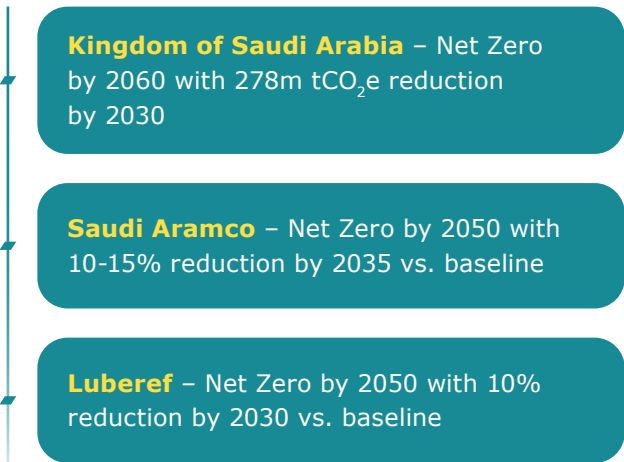 Kingdom of Saudi Arabia – Net Zero
by 2060 with 278m tCO₂e reduction
by 2030
Saudi Aramco – Net Zero by 2050 with
10-15% reduction by 2035 vs. baseline
Luberef – Net Zero by 2050 with 10%
reduction by 2030 vs. baseline